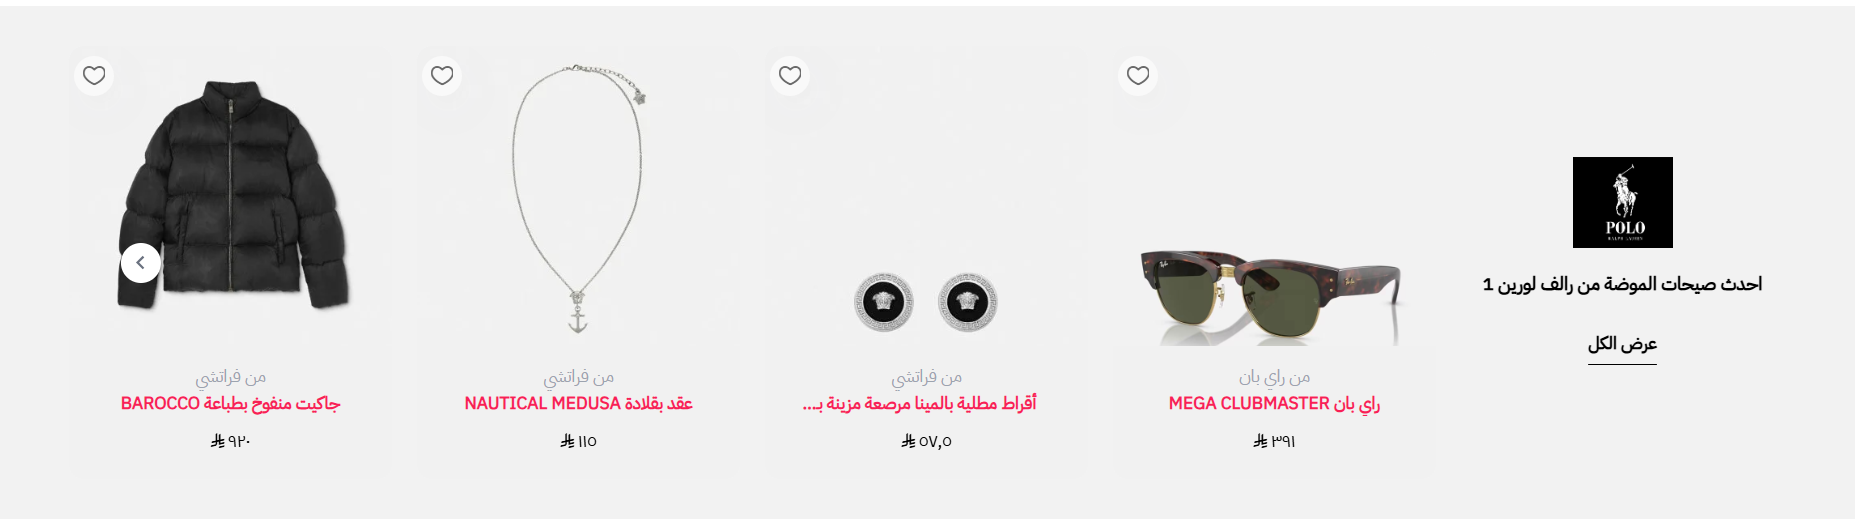 POLO
RALPH LAUREN
احدث صيحات الموضة من رالف لورين 1
عرض الكل
من راي بان
راي بان MEGA CLUBMASTER
٣٩١
من فراتشي
أقراط مطلية بالمينا مرصعة مزينة بـ...
٥٧,٥
من فراتشي
عقد بقلادة NAUTICAL MEDUSA
١١٥
من فراتشي
جاكيت منفوخ بطباعة BAROCCO
٩٢٠